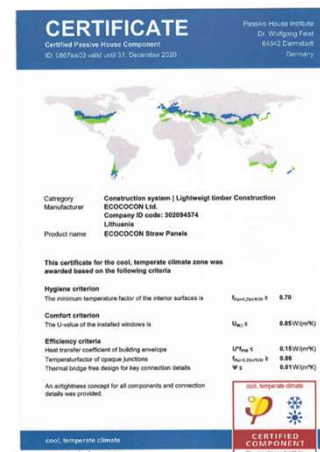 CERTIFICATE
Certified Passive House Component
ID: 0867ws03 valid until 31. December 2020
Passive House Institute
Dr. Wolfgang Feist
64342 Darmstadt
Germany
Category Construction system | Lightweigt timber Construction
Manufacturer ECOCOCON Ltd.
Company ID code: 302094574
Lithuania
Product name ECOCOCON Straw Panels
This certificate for the cool, temperate climate zone was
awarded based on the following criteria
Hygiene criterion
The minimum temperature factor of the interior surfaces is ≥ 0.70
Comfort criterion
The U-value of the installed windows is ≤ 0.85 W/(m²K)
Efficiency criteria
Heat transfer coefficient of building envelope ≤ 0.15 W/(m²K)
Temperaturfactor of opaque junctions ≥ 0.86
Thermal bridge free design for key connection details Ψ ≤ 0.01 W/(mK)
An airtightness concept for all components and connection
details was provided.
cool, temperate climate
cool, temperate climate
CERTIFIED
COMPONENT